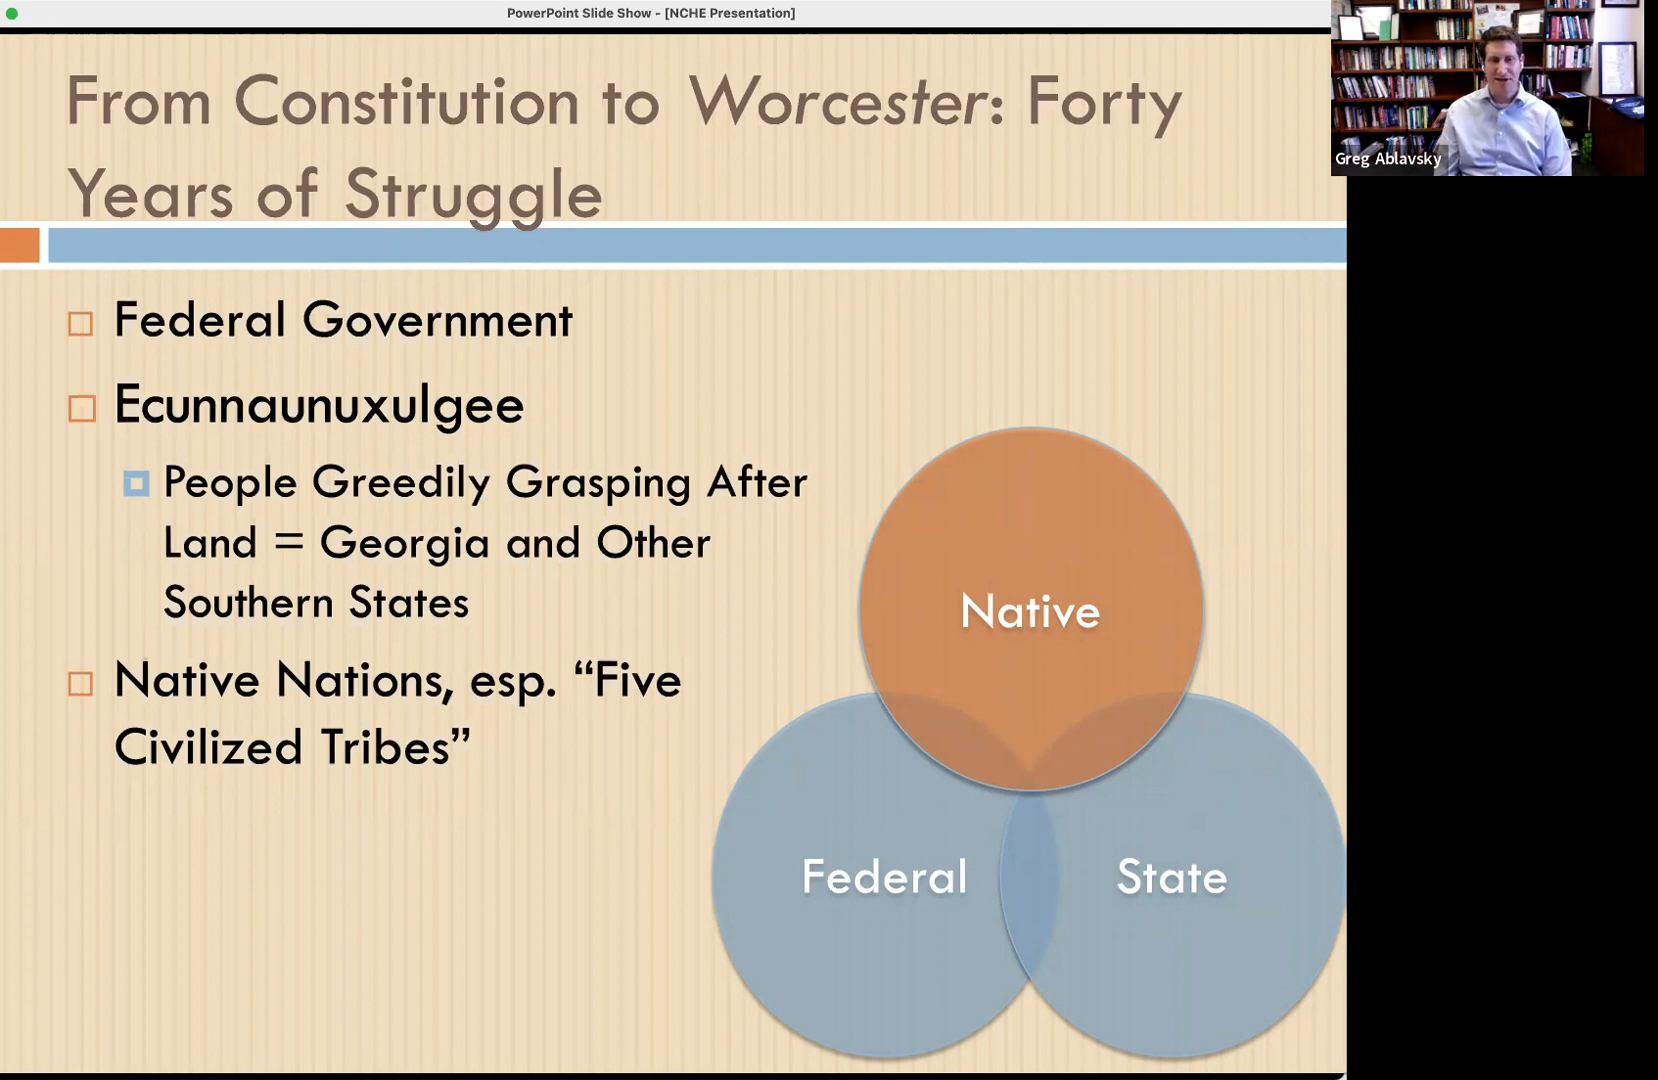 PowerPoint Slide Show - [NCHE Presentation]
From Constitution to Worcester: Forty
Years of Struggle
Greg Ablavsky
Federal Government
Ecunnaunuxulgee
People Greedily Grasping After
Land = Georgia and Other
Southern States
Native Nations, esp. “Five
Civilized Tribes”
Native
Federal
State